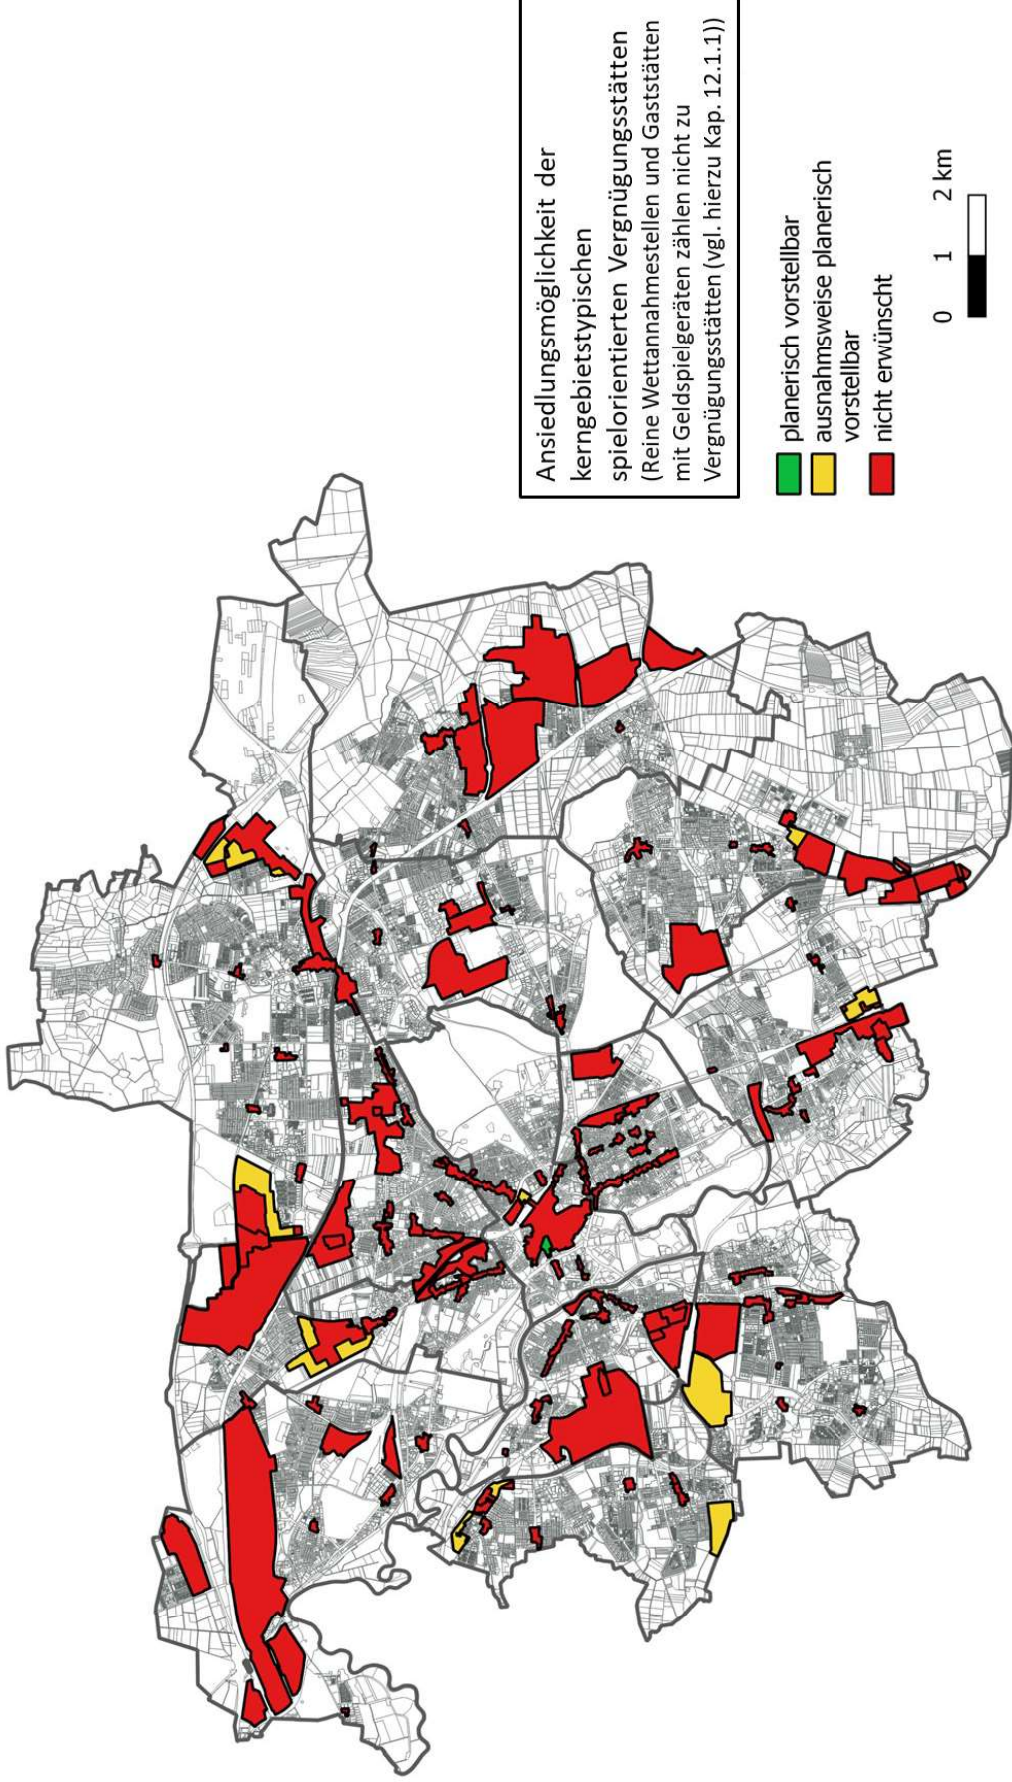 Ansiedlungsmöglichkeit der
kerngebietstypischen
spielorientierten Vergnügungsstätten
(Reine Wettannahmestellen und Gaststätten
mit Geldspielgeräten zählen nicht zu
Vergnügungsstätten (vgl. hierzu Kap. 12.1.1))
planerisch vorstellbar
ausnahmsweise planerisch
vorstellbar
nicht erwünscht
0 1 2 km